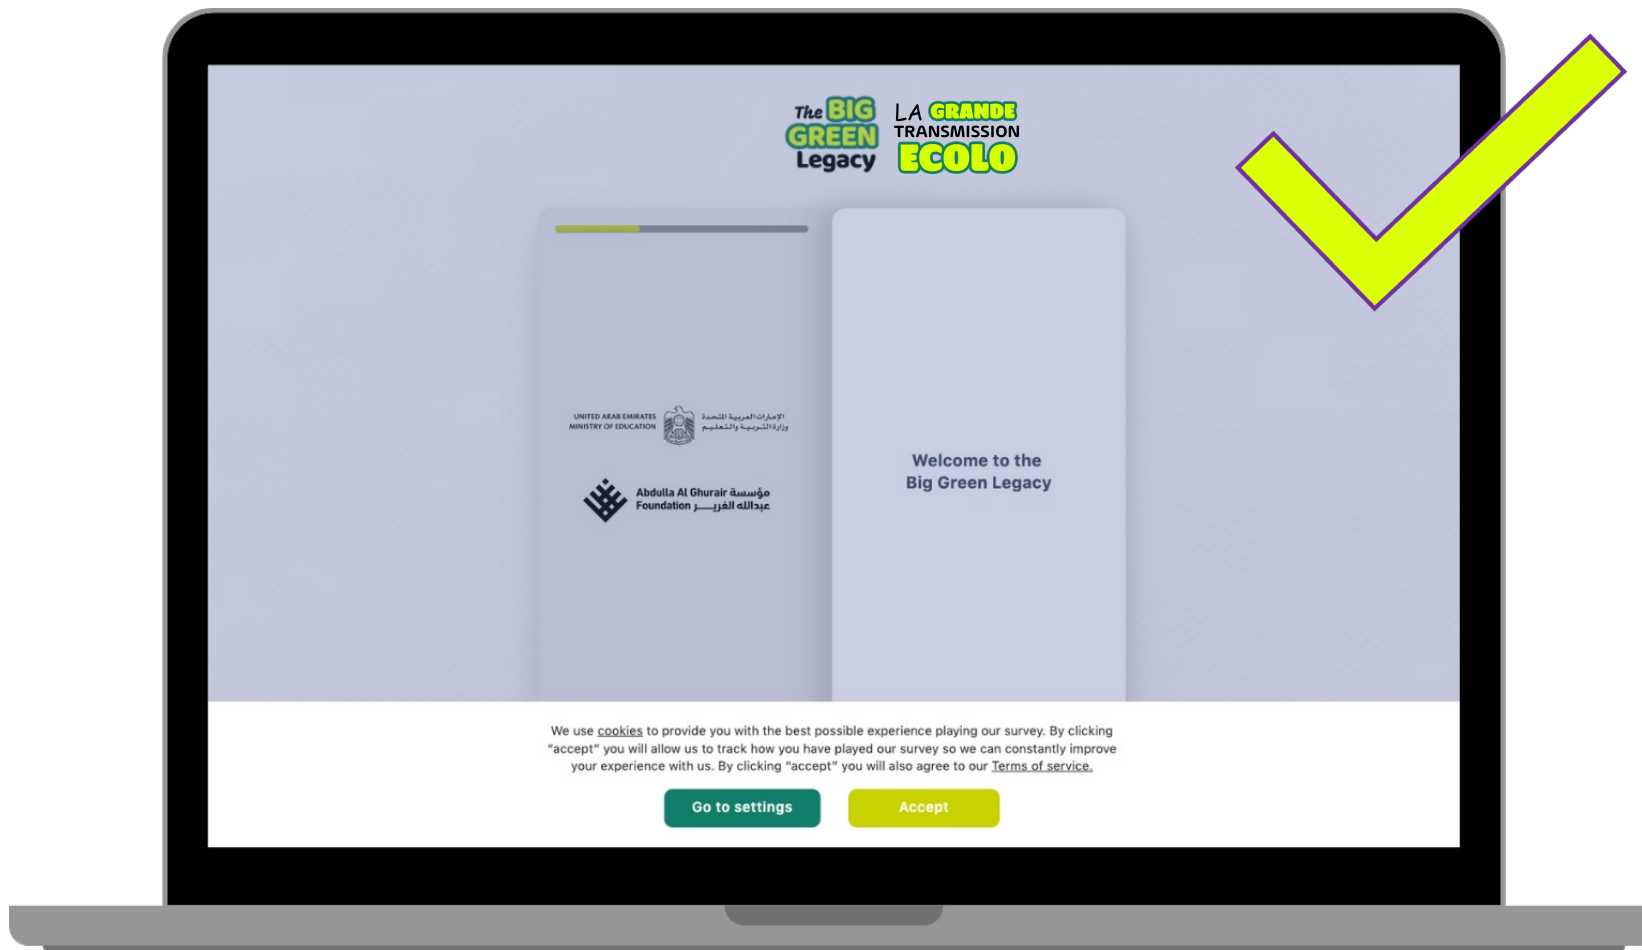 The BIG
GREEN
Legacy
LA GRANDE
TRANSMISSION
ECOLO
UNITED ARAB EMIRATES
MINISTRY OF EDUCATION
الإمارات العربية المتحدة
وزارة التربية والتعليم
Abdulla Al Ghurair مؤسسة
Foundation عبدالله الغرير
Welcome to the
Big Green Legacy
We use cookies to provide you with the best possible experience playing our survey. By clicking
“accept” you will allow us to track how you have played our survey so we can constantly improve
your experience with us. By clicking “accept” you will also agree to our Terms of service.
Go to settings
Accept